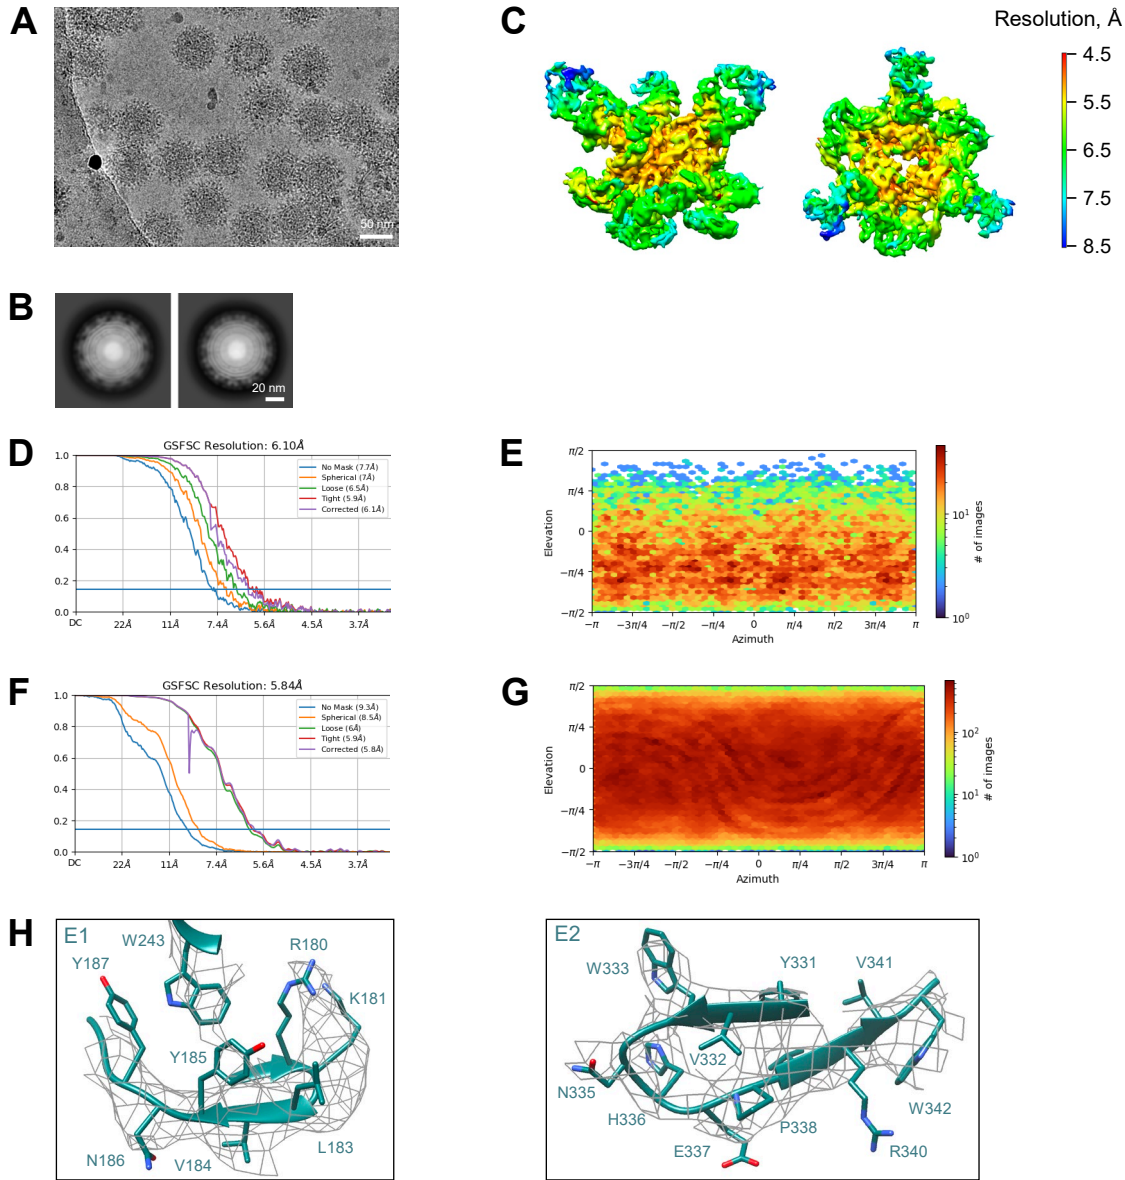 A
50 nm
C
Resolution, Å
4.5
5.5
6.5
7.5
8.5
B
20 nm
D
GSFSC Resolution: 6.10Å
No Mask (7.7Å)
Spherical (7Å)
Loose (6.5Å)
Tight (5.9Å)
Corrected (6.1Å)
1.0
0.8
0.6
0.4
0.2
0.0
DC 22Å 11Å 7.4Å 5.6Å 4.5Å 3.7Å
E
π/2
π/4
0
−π/4
−π/2
Elevation
−π −3π/4 −π/2 −π/4 0 π/4 π/2 3π/4 π
Azimuth
10¹
10⁰
# of images
F
GSFSC Resolution: 5.84Å
No Mask (9.3Å)
Spherical (8.5Å)
Loose (6Å)
Tight (5.9Å)
Corrected (5.8Å)
1.0
0.8
0.6
0.4
0.2
0.0
DC 22Å 11Å 7.4Å 5.6Å 4.5Å 3.7Å
G
π/2
π/4
0
−π/4
−π/2
Elevation
−π −3π/4 −π/2 −π/4 0 π/4 π/2 3π/4 π
Azimuth
10²
10¹
10⁰
# of images
H
E1
W243
R180
Y187
K181
Y185
N186
V184
L183
E2
W333
Y331
V341
V332
N335
H336
P338
W342
E337
R340